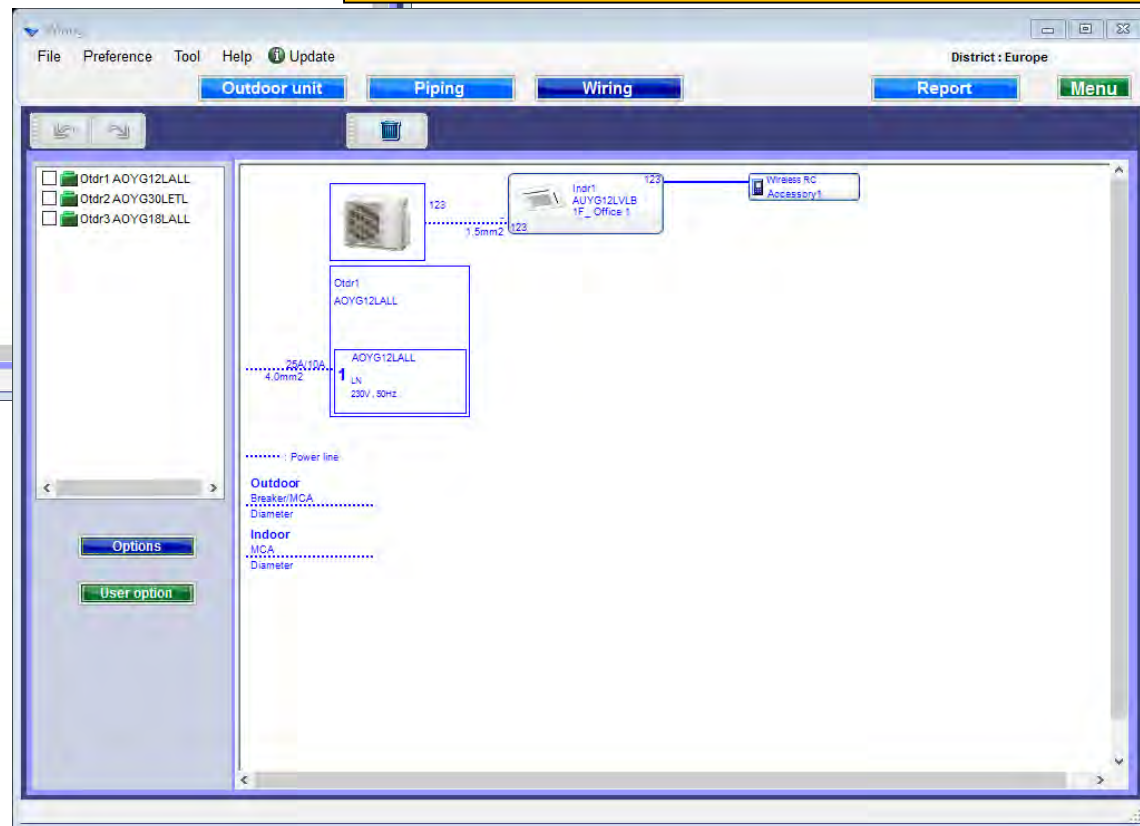 Wiring
File Preference Tool Help Update
District : Europe
Outdoor unit Piping Wiring Report Menu
Otdr1 AOYG12LALL
Otdr2 AOYG30LETL
Otdr3 AOYG18LALL
Options
User option
123
1.5mm2
-
123
Indr1
AUYG12LVLB
1F_ Office 1
123
Wireless RC
Accessory1
Otdr1
AOYG12LALL
25A/10A
4.0mm2
AOYG12LALL
1
LN
230V , 50Hz
: Power line
Outdoor
Breaker/MCA
Diameter
Indoor
MCA
Diameter